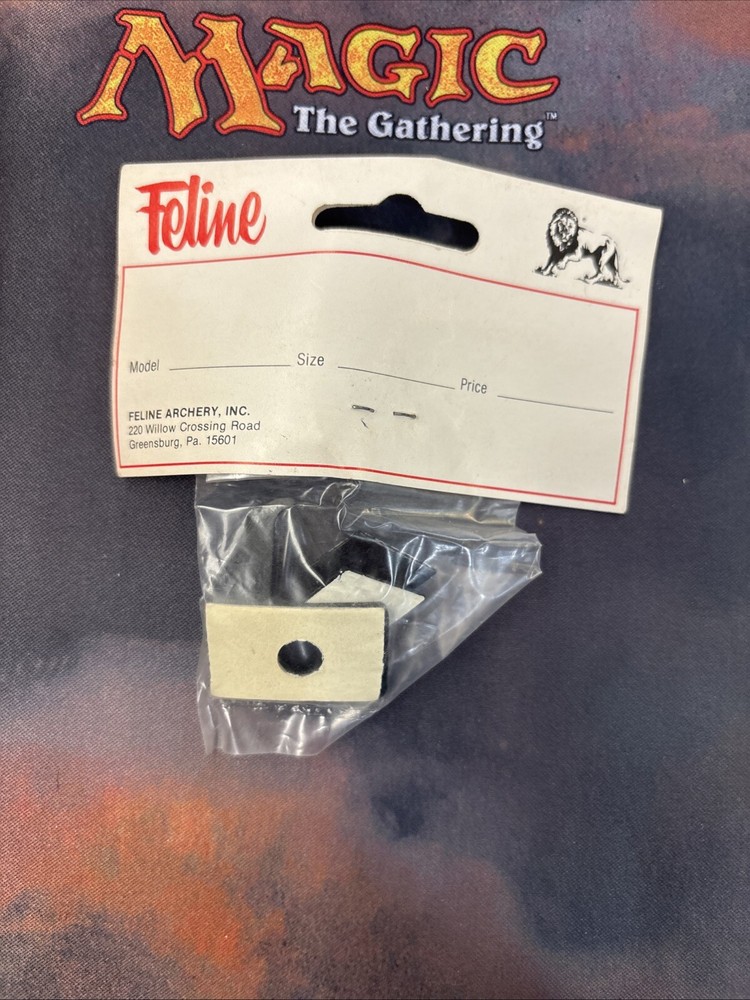 MAGIC
The Gathering™
Feline
Model Size Price
FELINE ARCHERY, INC.
220 Willow Crossing Road
Greensburg, Pa. 15601